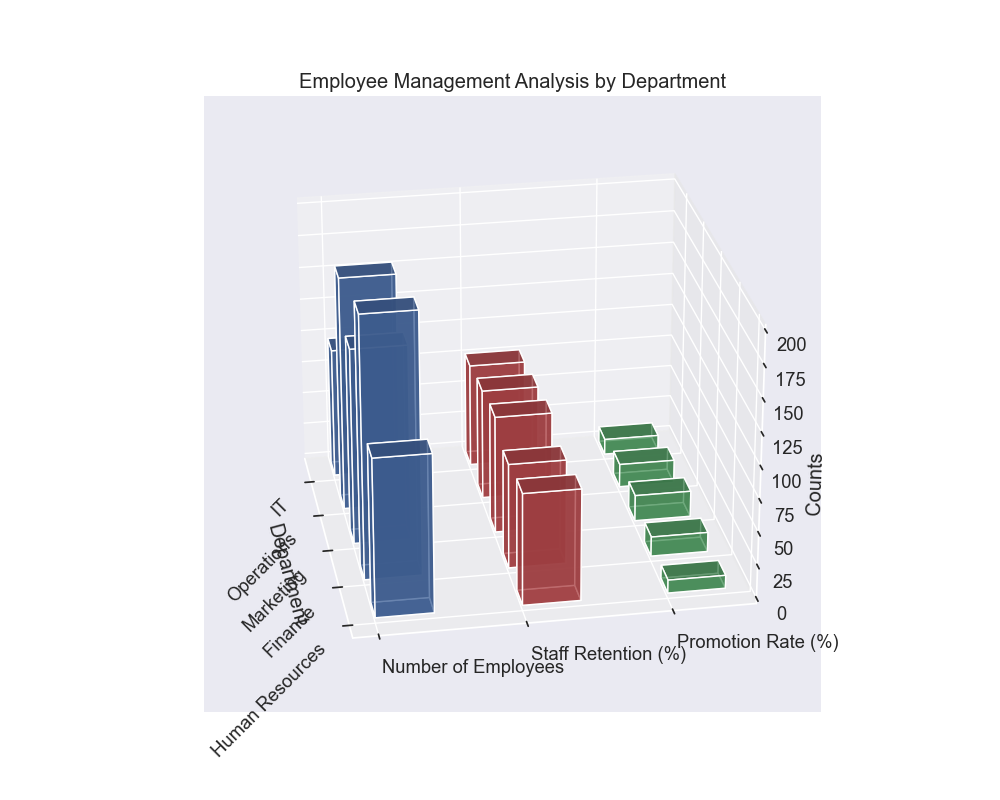 Employee Management Analysis by Department
200
175
150
125
100
75
50
25
0
Counts
IT
Operations
Marketing
Finance
Human Resources
Department
Number of Employees
Staff Retention (%)
Promotion Rate (%)